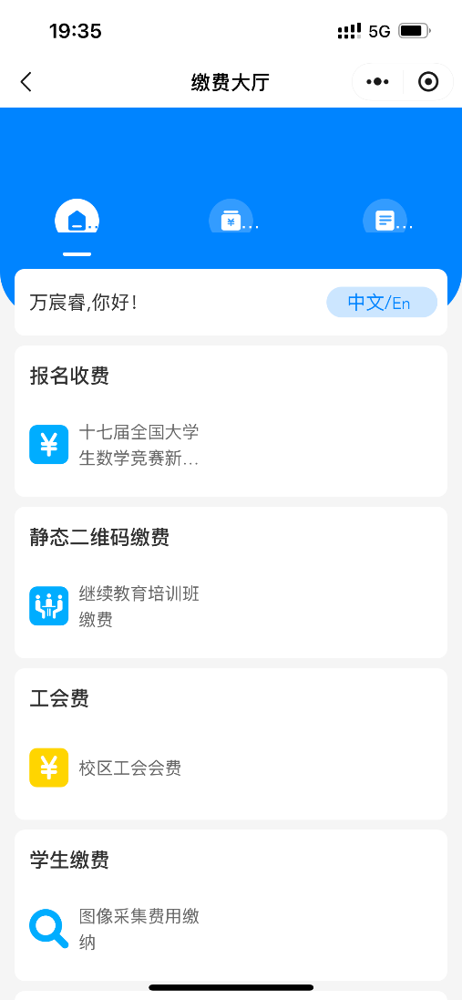 19:35
5G
缴费大厅
万宸睿,你好!
中文/En
报名收费
十七届全国大学
生数学竞赛新...
静态二维码缴费
继续教育培训班
缴费
工会费
校区工会会费
学生缴费
图像采集费用缴
纳